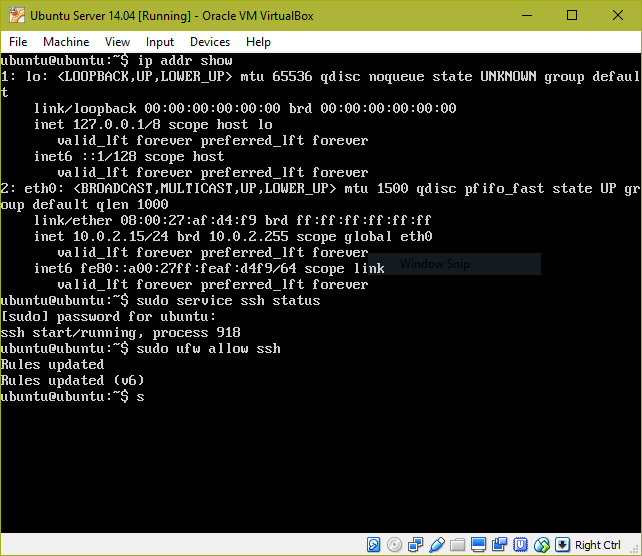 Ubuntu Server 14.04 [Running] - Oracle VM VirtualBox
File Machine View Input Devices Help
ubuntu@ubuntu:~$ ip addr show
1: lo: <LOOPBACK,UP,LOWER_UP> mtu 65536 qdisc noqueue state UNKNOWN group defaul
t
    link/loopback 00:00:00:00:00:00 brd 00:00:00:00:00:00
    inet 127.0.0.1/8 scope host lo
       valid_lft forever preferred_lft forever
    inet6 ::1/128 scope host
       valid_lft forever preferred_lft forever
2: eth0: <BROADCAST,MULTICAST,UP,LOWER_UP> mtu 1500 qdisc pfifo_fast state UP gr
oup default qlen 1000
    link/ether 08:00:27:af:d4:f9 brd ff:ff:ff:ff:ff:ff
    inet 10.0.2.15/24 brd 10.0.2.255 scope global eth0
       valid_lft forever preferred_lft forever
    inet6 fe80::a00:27ff:feaf:d4f9/64 scope link
       valid_lft forever preferred_lft forever
Window Snip
ubuntu@ubuntu:~$ sudo service ssh status
[sudo] password for ubuntu:
ssh start/running, process 918
ubuntu@ubuntu:~$ sudo ufw allow ssh
Rules updated
Rules updated (v6)
ubuntu@ubuntu:~$ s
Right Ctrl